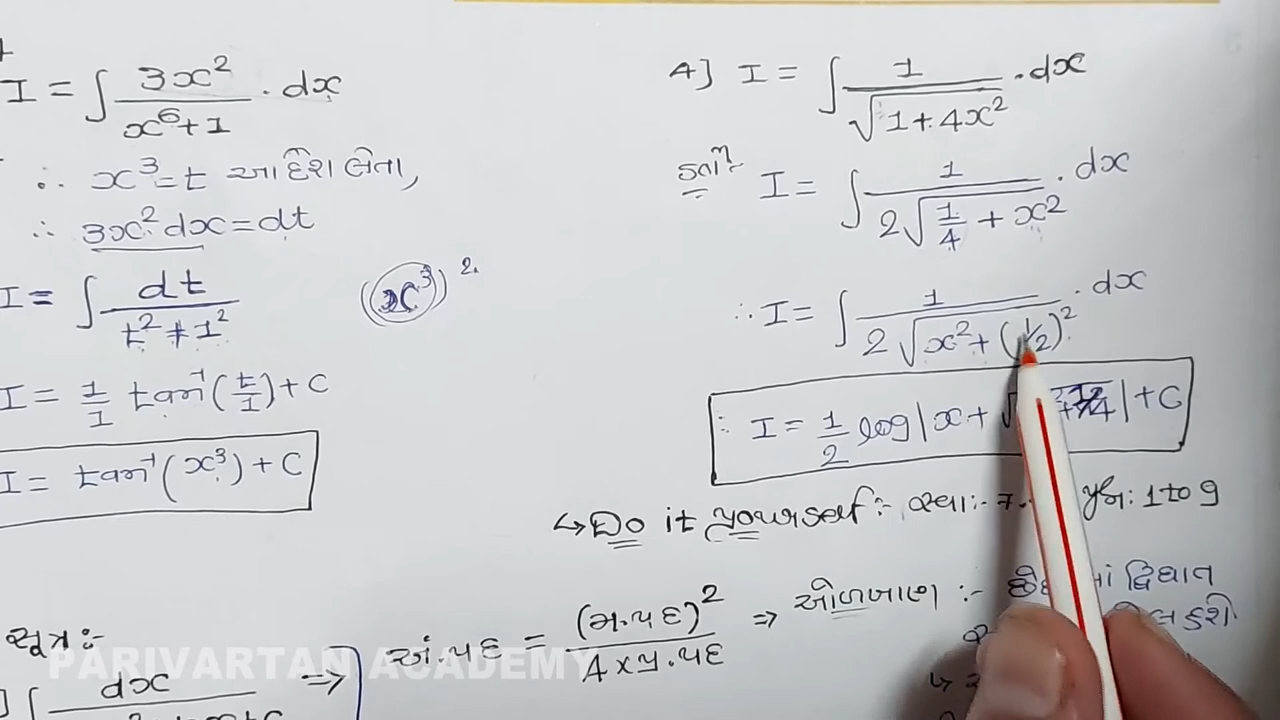 I = ∫ 3x²/(x⁶+1) · dx
∴ x³ = t આદેશ લેતા,
∴ 3x² dx = dt
I = ∫ dt/(t² + 1²)
(x³)²
I = 1/1 tan⁻¹(t/1) + C
I = tan⁻¹(x³) + C
સૂત્ર:-
∫ dx
4] I = ∫ 1/√(1+4x²) · dx
I = ∫ 1/(2√(1/4 + x²)) · dx
∴ I = ∫ 1/(2√(x² + (1/2)²)) · dx
∴ I = 1/2 log|x + √ + 1/4| + C
↳ Do it yourself :- 7. 1 to 9
અં.પદ = (મ.પદ)²/(4 × પ્ર.પદ) ⇒ ઓળખાણ :- દ્વિઘાત
PARIVARTAN ACADEMY